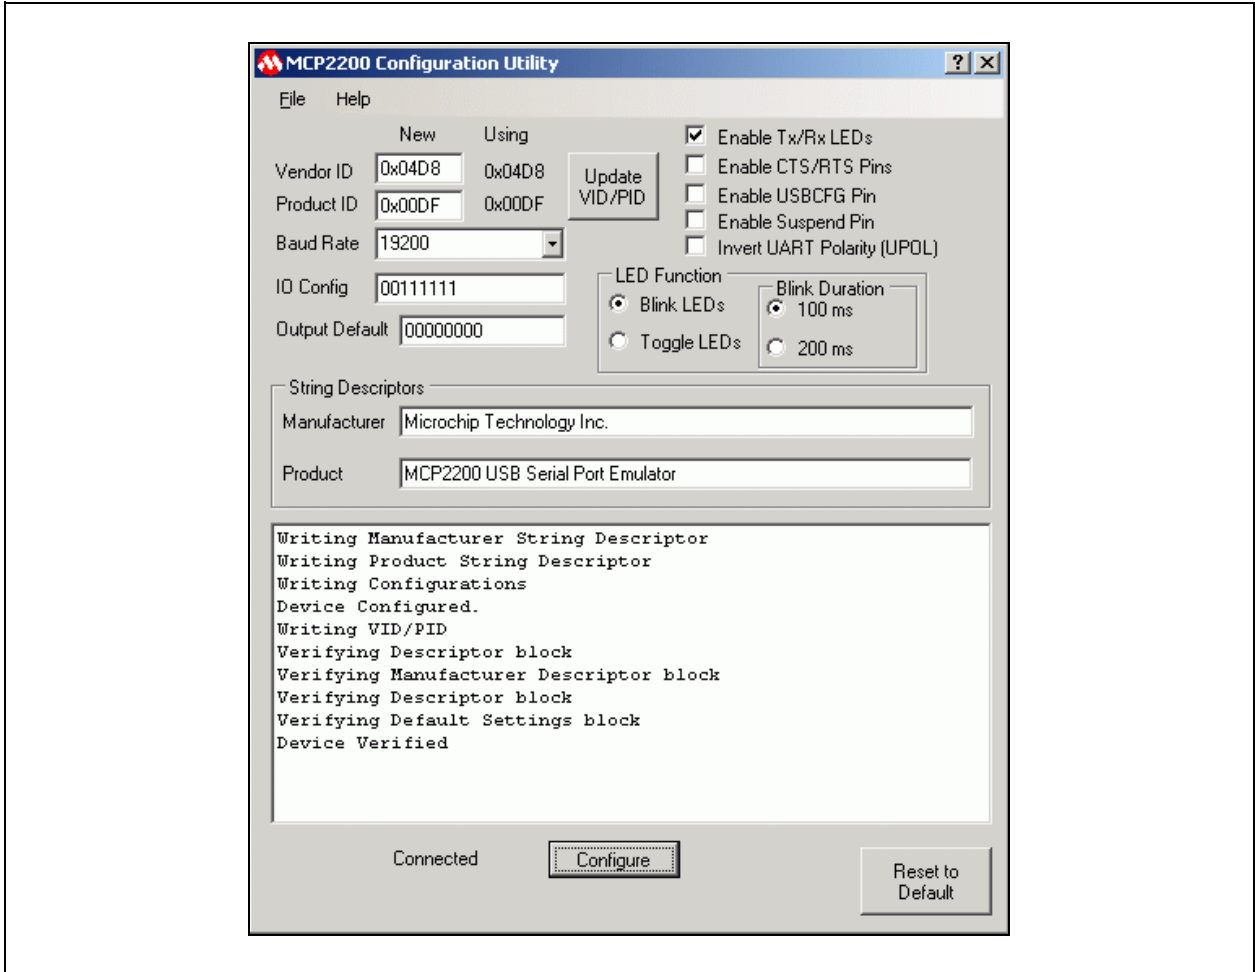 MCP2200 Configuration Utility
File Help
New Using
Vendor ID 0x04D8 0x04D8
Product ID 0x00DF 0x00DF
Update
VID/PID
Baud Rate 19200
IO Config 00111111
Output Default 00000000
Enable Tx/Rx LEDs
Enable CTS/RTS Pins
Enable USBCFG Pin
Enable Suspend Pin
Invert UART Polarity (UPOL)
LED Function
Blink LEDs
Toggle LEDs
Blink Duration
100 ms
200 ms
String Descriptors
Manufacturer Microchip Technology Inc.
Product MCP2200 USB Serial Port Emulator
Writing Manufacturer String Descriptor
Writing Product String Descriptor
Writing Configurations
Device Configured.
Writing VID/PID
Verifying Descriptor block
Verifying Manufacturer Descriptor block
Verifying Descriptor block
Verifying Default Settings block
Device Verified
Connected
Configure
Reset to
Default